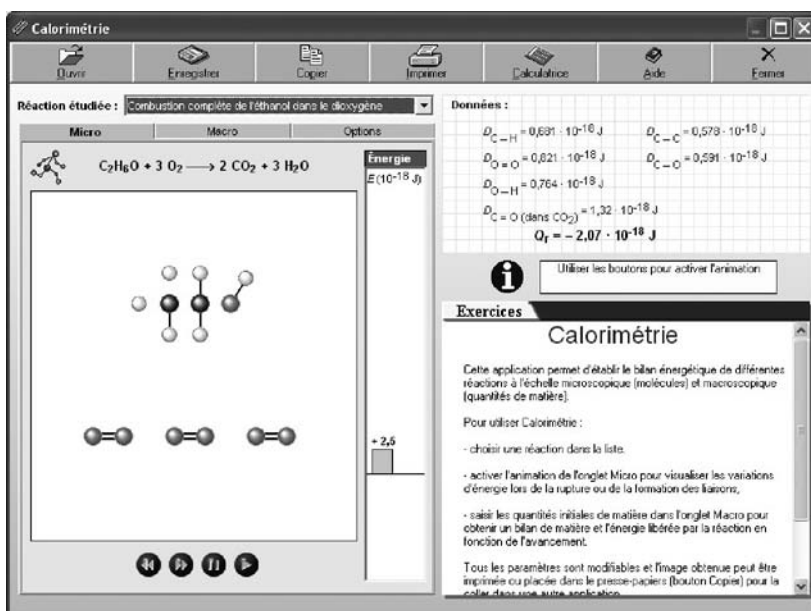 Calorimétrie
Ouvrir Enregistrer Copier Imprimer Calculatrice Aide Fermer
Réaction étudiée : Combustion complète de l'éthanol dans le dioxygène
Micro Macro Options
C₂H₆O + 3 O₂ ⟶ 2 CO₂ + 3 H₂O
Énergie
E (10⁻¹⁸ J)
+ 2,5
Données :
D C – H = 0,681 · 10⁻¹⁸ J D C – C = 0,578 · 10⁻¹⁸ J
D O = O = 0,821 · 10⁻¹⁸ J D C – O = 0,591 · 10⁻¹⁸ J
D O – H = 0,764 · 10⁻¹⁸ J
D C = O (dans CO₂) = 1,32 · 10⁻¹⁸ J
Qr = – 2,07 · 10⁻¹⁸ J
i
Utiliser les boutons pour activer l'animation
Exercices
Calorimétrie
Cette application permet d'établir le bilan énergétique de différentes
réactions à l'échelle microscopique (molécules) et macroscopique
(quantités de matière).
Pour utiliser Calorimétrie :
- choisir une réaction dans la liste.
- activer l'animation de l'onglet Micro pour visualiser les variations
d'énergie lors de la rupture ou de la formation des liaisons,
- saisir les quantités initiales de matière dans l'onglet Macro pour
obtenir un bilan de matière et l'énergie libérée par la réaction en
fonction de l'avancement.
Tous les paramètres sont modifiables et l'image obtenue peut être
imprimée ou placée dans le presse-papiers (bouton Copier) pour la
coller dans une autre application.